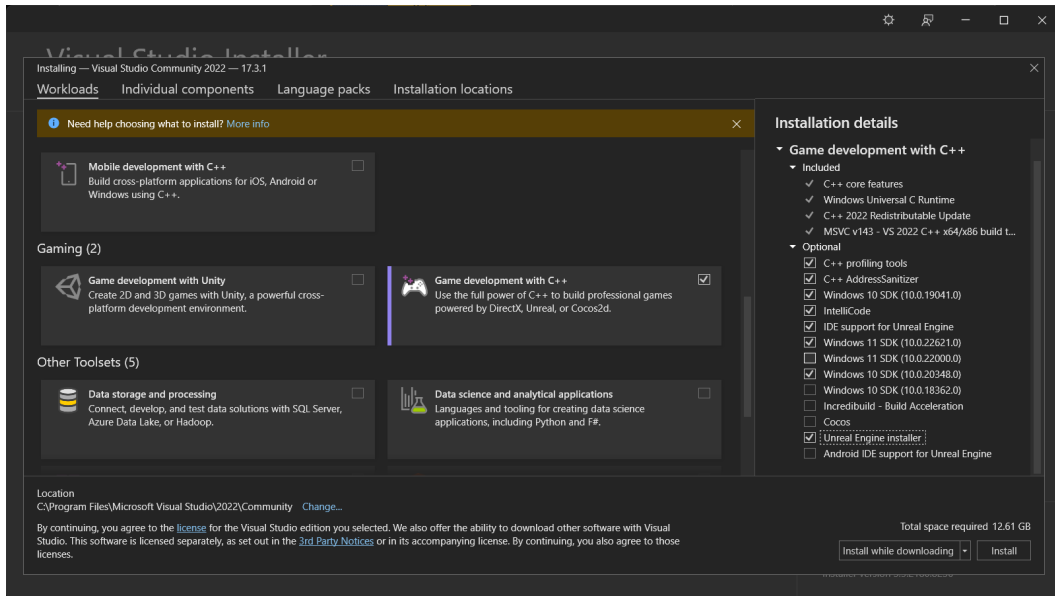 Visual Studio Installer
Installing — Visual Studio Community 2022 — 17.3.1
Workloads
Individual components
Language packs
Installation locations
Need help choosing what to install? More info
Mobile development with C++
Build cross-platform applications for iOS, Android or
Windows using C++.
Gaming (2)
Game development with Unity
Create 2D and 3D games with Unity, a powerful cross-
platform development environment.
Game development with C++
Use the full power of C++ to build professional games
powered by DirectX, Unreal, or Cocos2d.
Other Toolsets (5)
Data storage and processing
Connect, develop, and test data solutions with SQL Server,
Azure Data Lake, or Hadoop.
Data science and analytical applications
Languages and tooling for creating data science
applications, including Python and F#.
Installation details
Game development with C++
Included
C++ core features
Windows Universal C Runtime
C++ 2022 Redistributable Update
MSVC v143 - VS 2022 C++ x64/x86 build t...
Optional
C++ profiling tools
C++ AddressSanitizer
Windows 10 SDK (10.0.19041.0)
IntelliCode
IDE support for Unreal Engine
Windows 11 SDK (10.0.22621.0)
Windows 11 SDK (10.0.22000.0)
Windows 10 SDK (10.0.20348.0)
Windows 10 SDK (10.0.18362.0)
Incredibuild - Build Acceleration
Cocos
Unreal Engine installer
Android IDE support for Unreal Engine
Location
C:\Program Files\Microsoft Visual Studio\2022\Community Change...
By continuing, you agree to the license for the Visual Studio edition you selected. We also offer the ability to download other software with Visual
Studio. This software is licensed separately, as set out in the 3rd Party Notices or in its accompanying license. By continuing, you also agree to those
licenses.
Total space required 12.61 GB
Install while downloading
Install